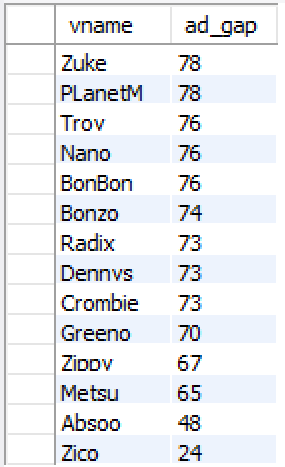 vname ad_gap
Zuke 78
PLanetM 78
Trov 76
Nano 76
BonBon 76
Bonzo 74
Radix 73
Dennys 73
Crombie 73
Greeno 70
Zippy 67
Metsu 65
Absoo 48
Zico 24